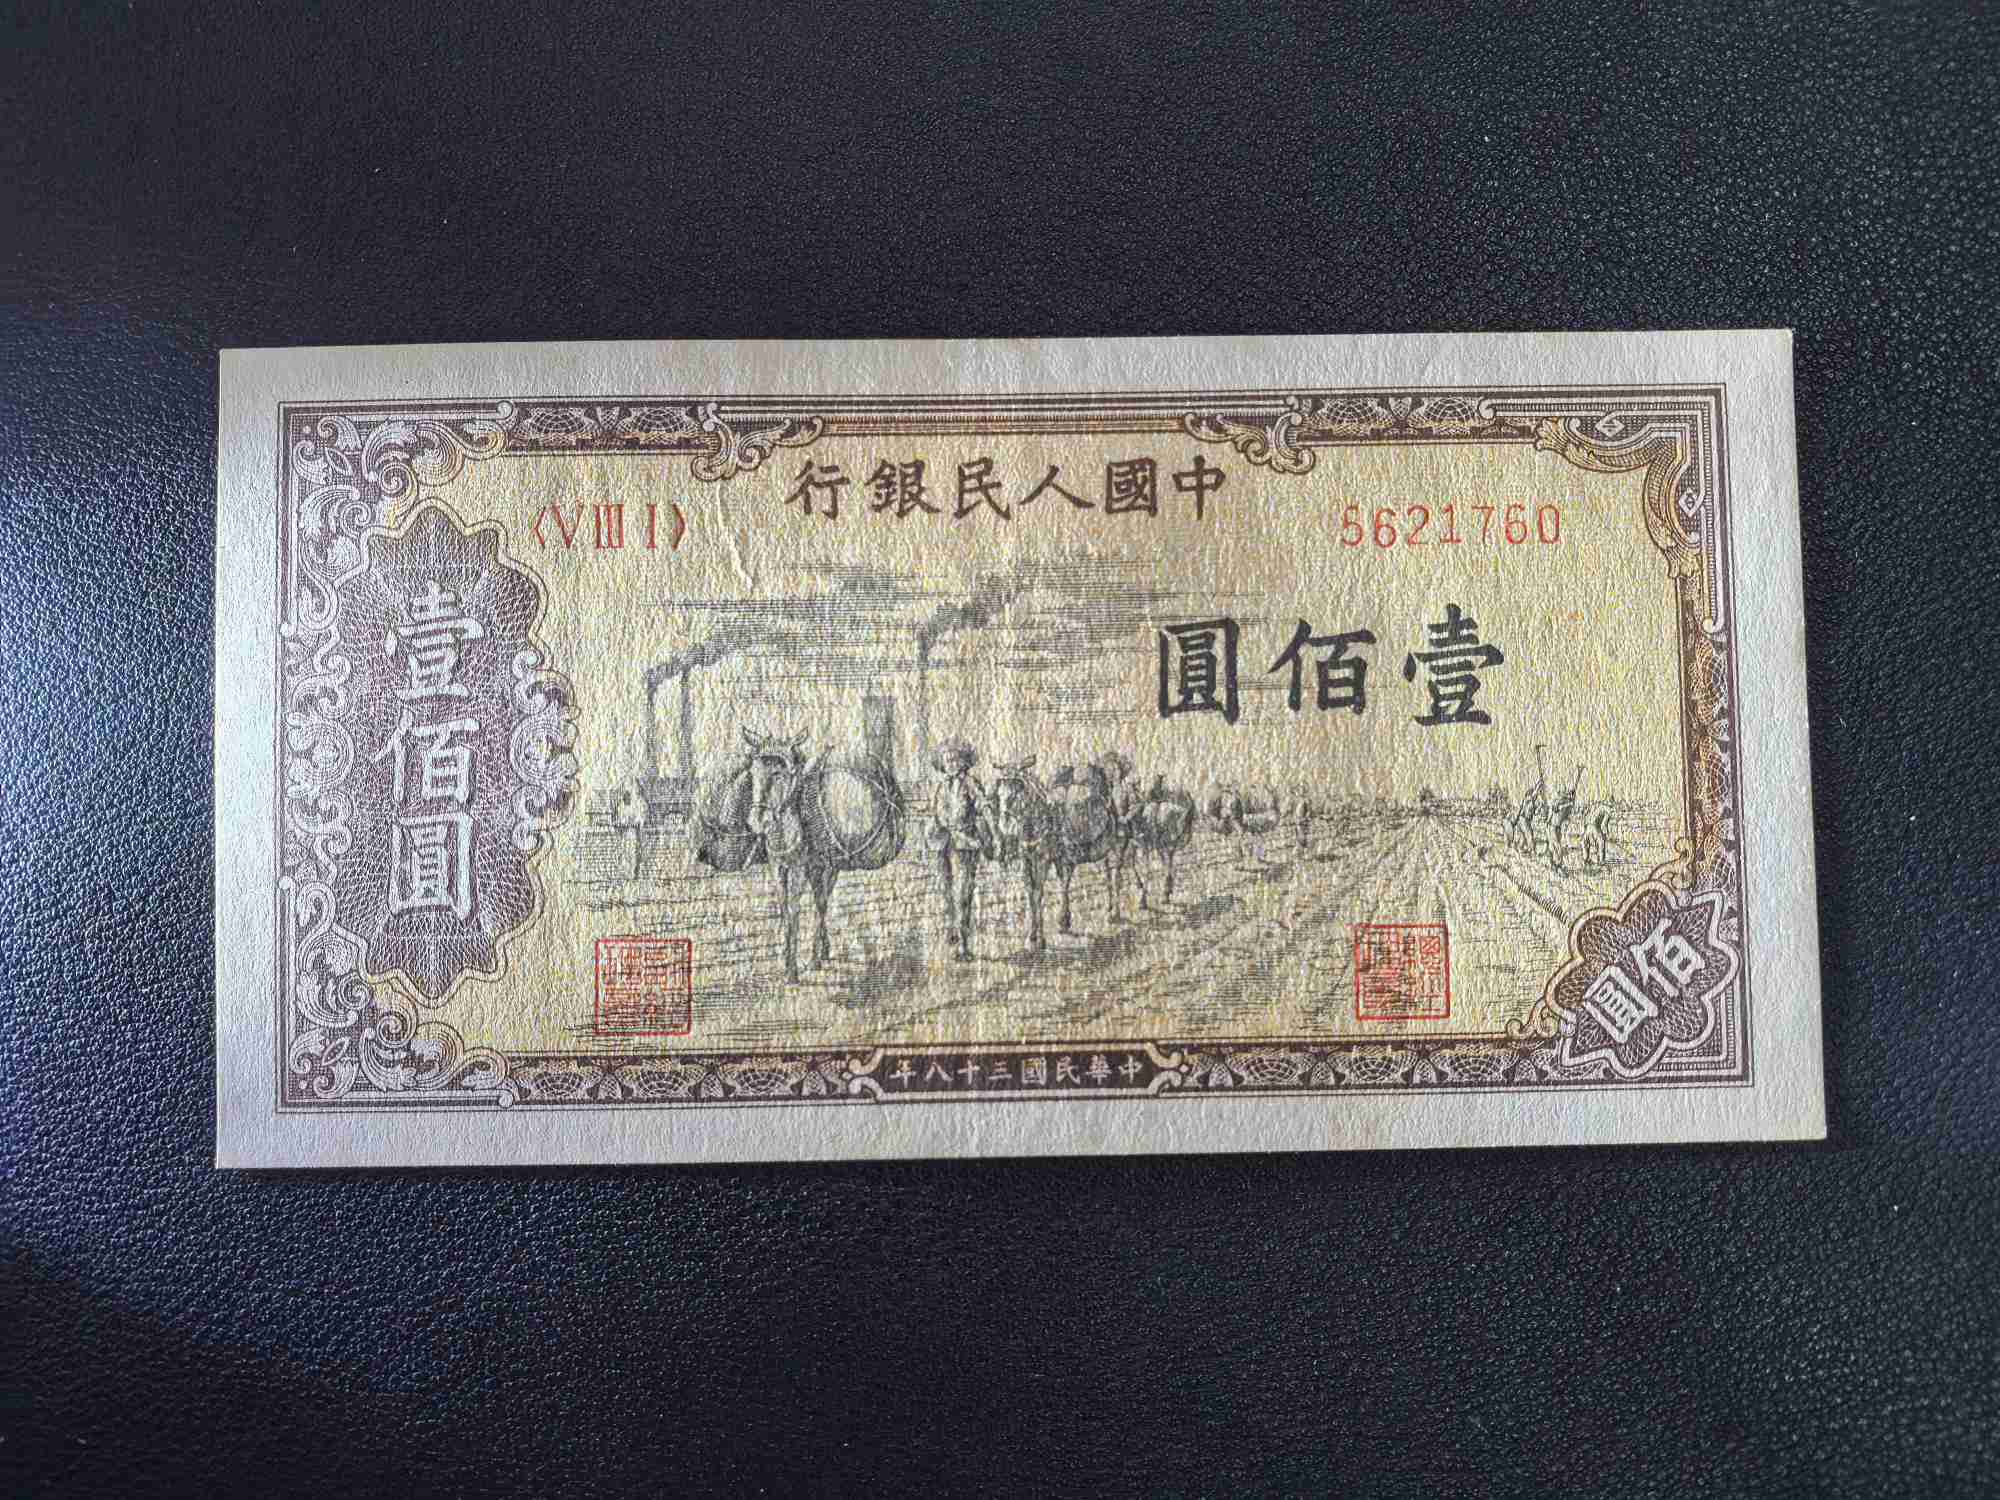 中國人民銀行
〈V III I〉
5621760
壹佰圓
壹佰圓
佰圓
中華民國三十八年